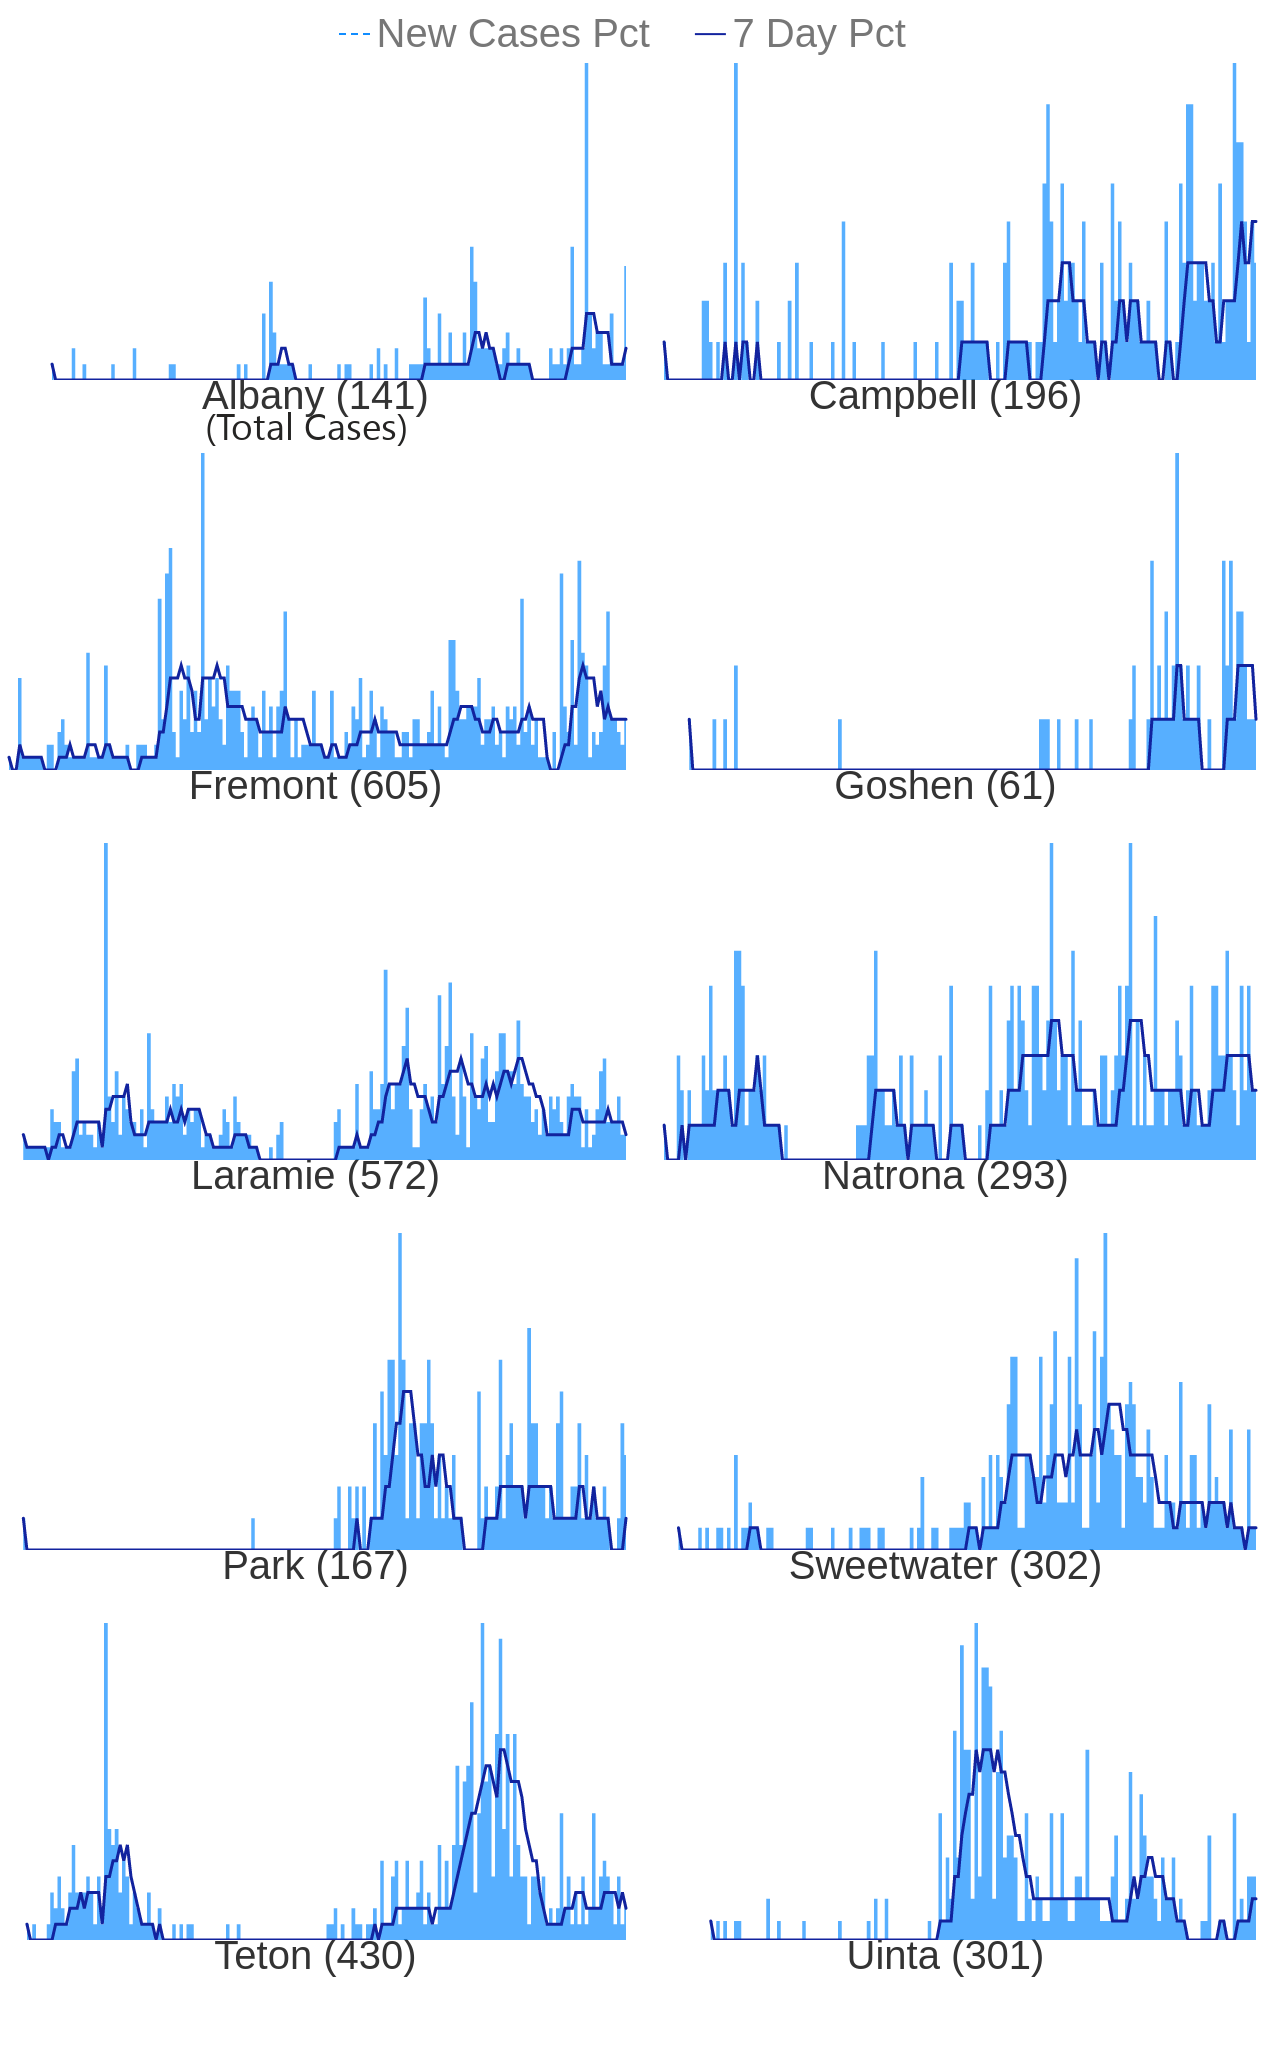 New Cases Pct 7 Day Pct
Albany (141) Campbell (196)
(Total Cases)
Fremont (605) Goshen (61)
Laramie (572) Natrona (293)
Park (167) Sweetwater (302)
Teton (430) Uinta (301)